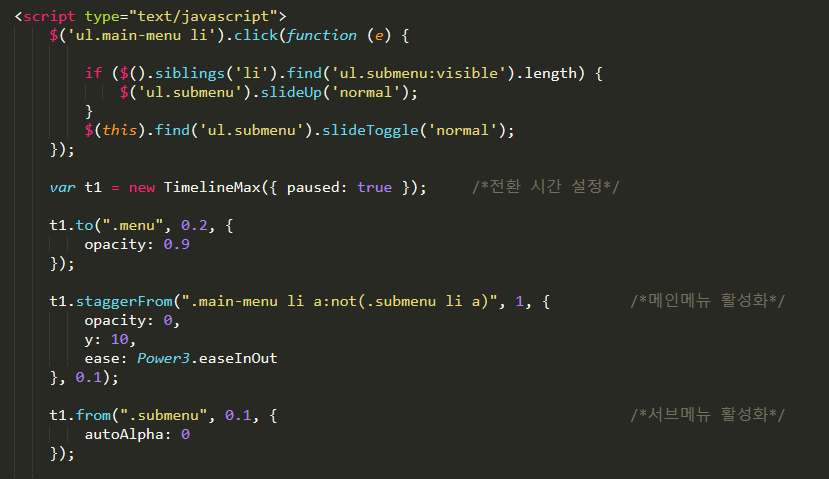 <script type="text/javascript">
$('ul.main-menu li').click(function (e) {
if ($().siblings('li').find('ul.submenu:visible').length) {
$('ul.submenu').slideUp('normal');
}
$(this).find('ul.submenu').slideToggle('normal');
});
var t1 = new TimelineMax({ paused: true }); /*전환 시간 설정*/
t1.to(".menu", 0.2, {
opacity: 0.9
});
t1.staggerFrom(".main-menu li a:not(.submenu li a)", 1, { /*메인메뉴 활성화*/
opacity: 0,
y: 10,
ease: Power3.easeInOut
}, 0.1);
t1.from(".submenu", 0.1, { /*서브메뉴 활성화*/
autoAlpha: 0
});